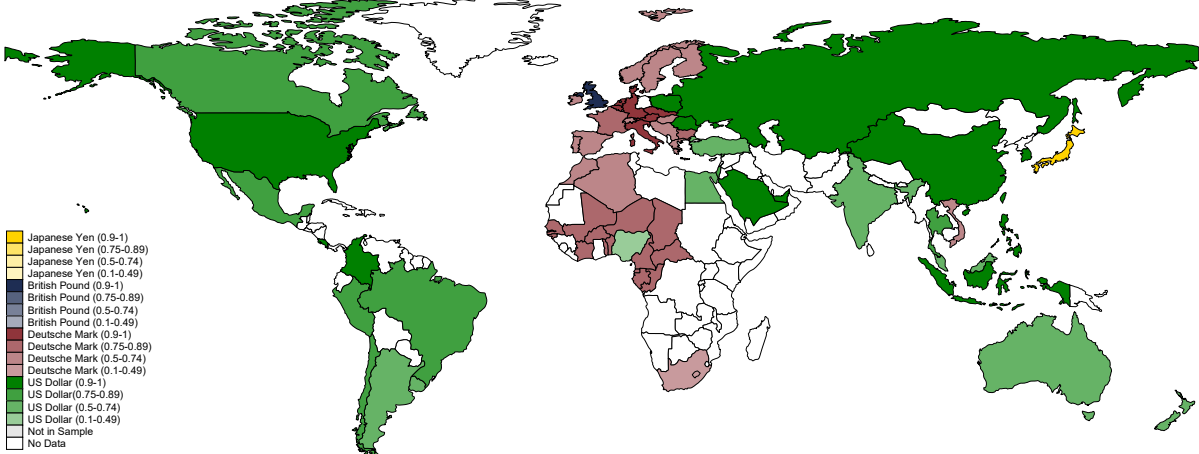 Japanese Yen (0.9-1)
Japanese Yen (0.75-0.89)
Japanese Yen (0.5-0.74)
Japanese Yen (0.1-0.49)
British Pound (0.9-1)
British Pound (0.75-0.89)
British Pound (0.5-0.74)
British Pound (0.1-0.49)
Deutsche Mark (0.9-1)
Deutsche Mark (0.75-0.89)
Deutsche Mark (0.5-0.74)
Deutsche Mark (0.1-0.49)
US Dollar (0.9-1)
US Dollar(0.75-0.89)
US Dollar (0.5-0.74)
US Dollar (0.1-0.49)
Not in Sample
No Data